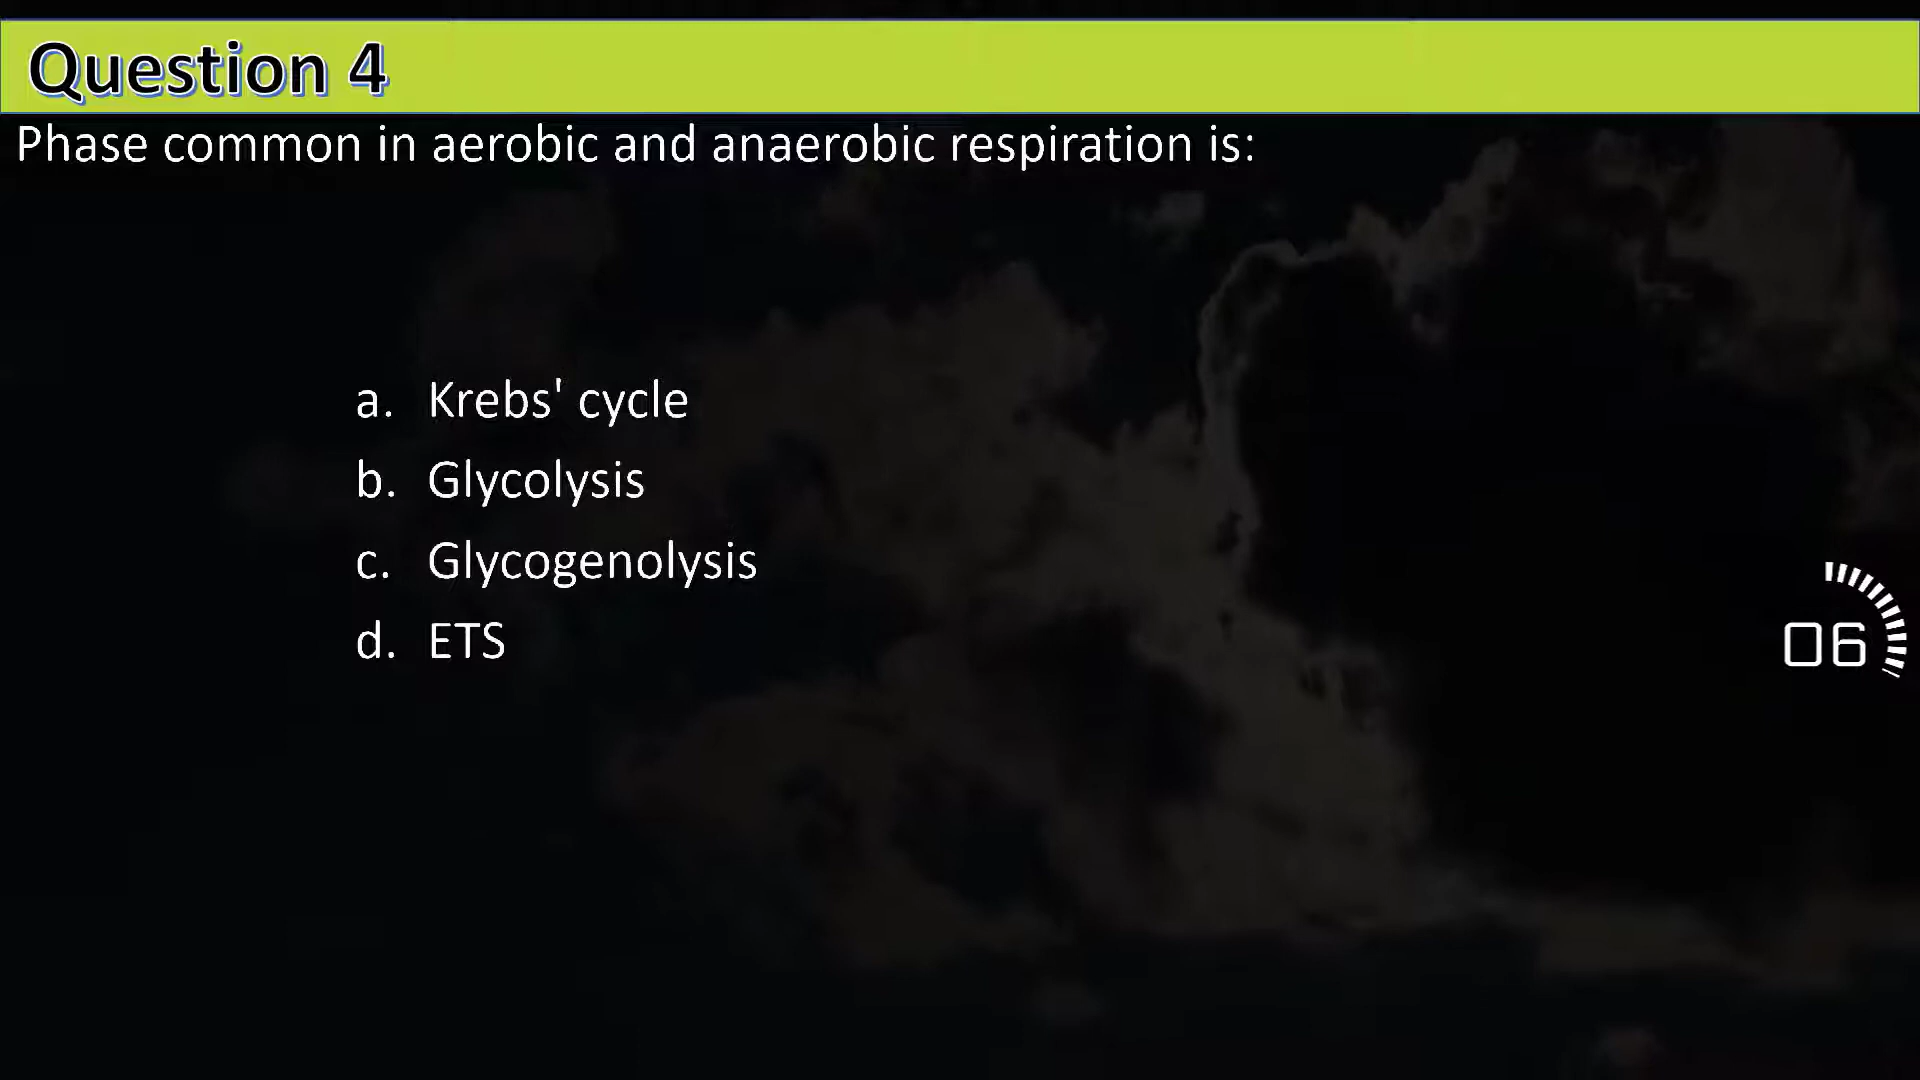 Question 4
Phase common in aerobic and anaerobic respiration is:
a. Krebs' cycle
b. Glycolysis
c. Glycogenolysis
d. ETS
06